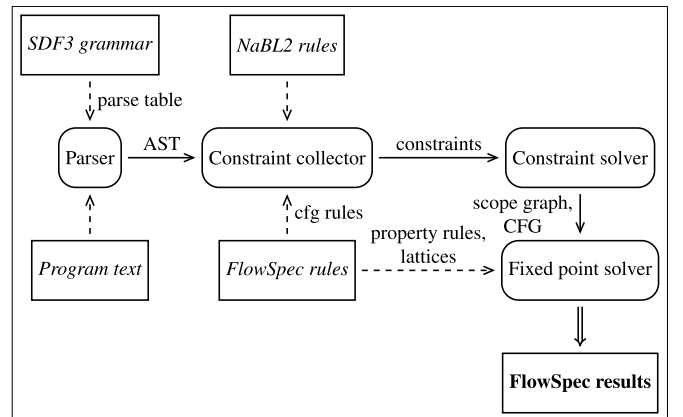 SDF3 grammar
NaBL2 rules
parse table
Parser
AST
Constraint collector
constraints
Constraint solver
cfg rules
scope graph,
CFG
Program text
FlowSpec rules
property rules,
lattices
Fixed point solver
FlowSpec results